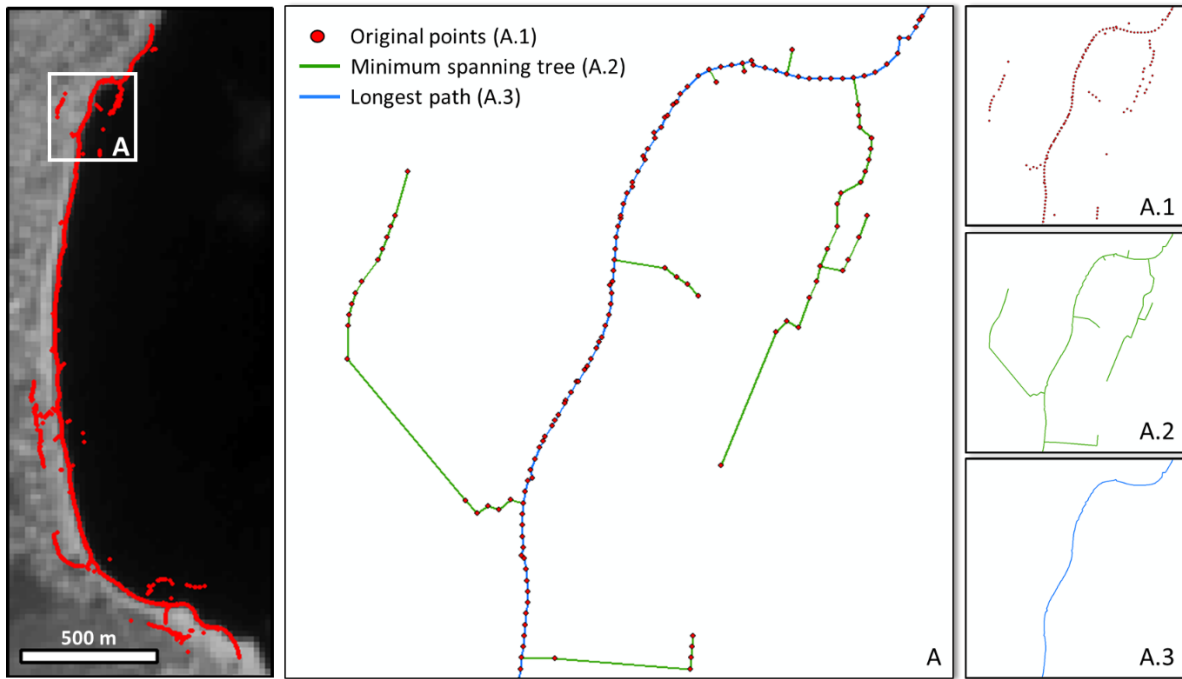 A
500 m
Original points (A.1)
Minimum spanning tree (A.2)
Longest path (A.3)
A
A.1
A.2
A.3